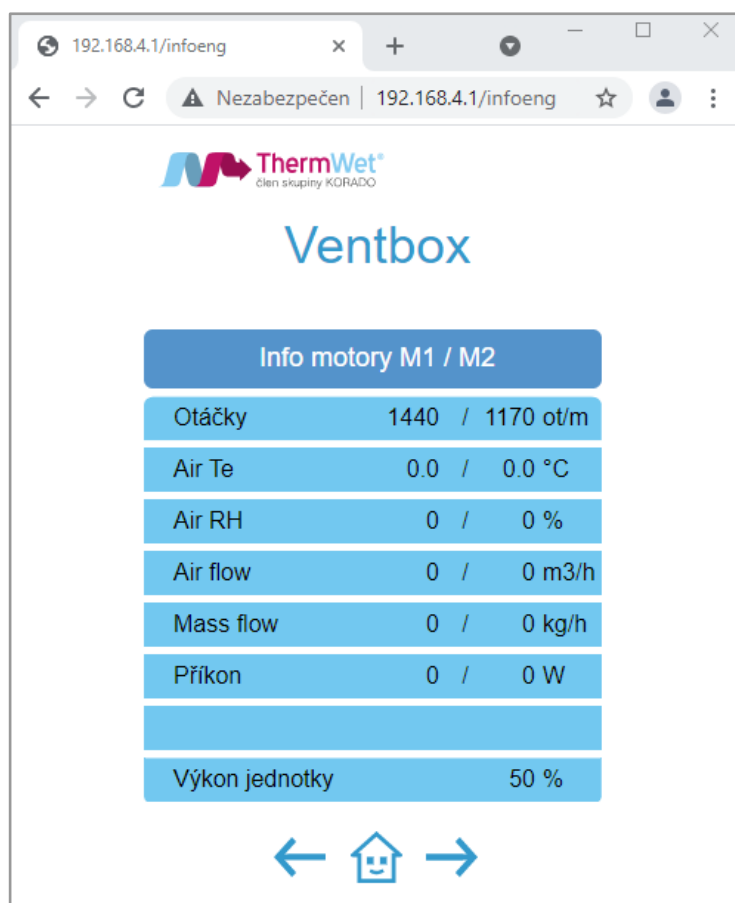 192.168.4.1/infoeng
Nezabezpečen | 192.168.4.1/infoeng
ThermWet®
člen skupiny KORADO
Ventbox
Info motory M1 / M2
Otáčky 1440 / 1170 ot/m
Air Te 0.0 / 0.0 °C
Air RH 0 / 0 %
Air flow 0 / 0 m3/h
Mass flow 0 / 0 kg/h
Příkon 0 / 0 W
Výkon jednotky 50 %